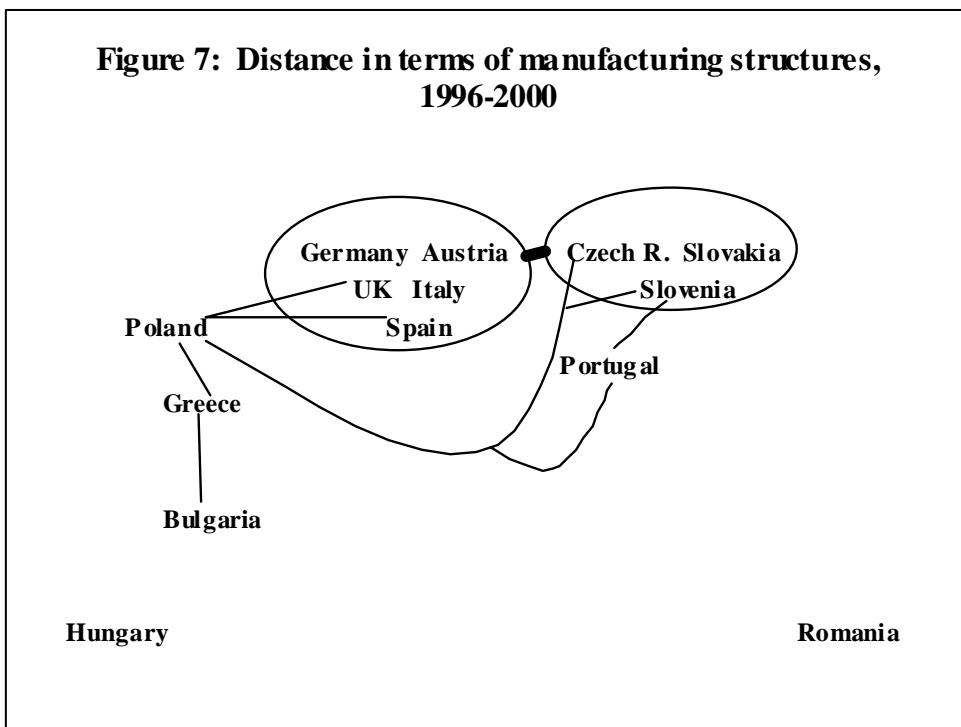 Figure 7: Distance in terms of manufacturing structures,
1996-2000
Germany Austria
Czech R. Slovakia
UK Italy
Slovenia
Poland
Spain
Portugal
Greece
Bulgaria
Hungary
Romania